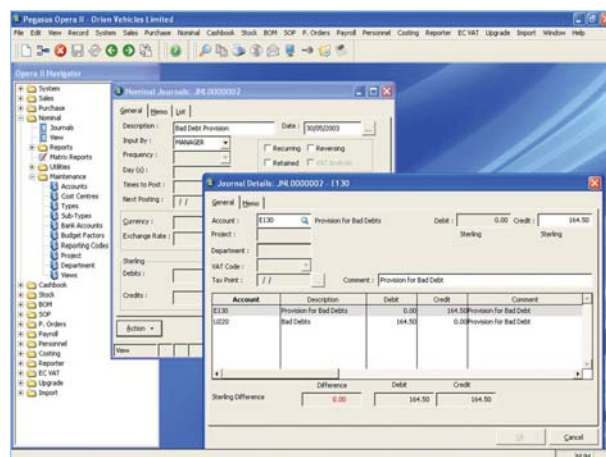 Pegasus Opera II - Orion Vehicles Limited
File Edit View Record System Sales Purchase Nominal Cashbook Stock BOM SOP P. Orders Payroll Personnel Costing Reporter EC VAT Upgrade Import Window Help
Opera II Navigator
System
Sales
Purchase
Nominal
Journals
View
Reports
Matrix Reports
Utilities
Maintenance
Accounts
Cost Centres
Types
Sub-Types
Bank Accounts
Budget Factors
Reporting Codes
Project
Department
Views
Cashbook
Stock
BOM
SOP
P. Orders
Payroll
Personnel
Costing
Reporter
EC VAT
Upgrade
Import
Nominal Journals: JNL0000002
General Memo List
Description : Bad Debt Provision Date : 30/05/2003 ...
Input By : MANAGER Recurring Reversing
Frequency : Retained VAT Analysis
Day (s) :
Times to Post :
Next Posting : / /
Currency :
Exchange Rate :
Sterling
Debits :
Credits :
Action
View
Journal Details: JNL0000002 - E130
General Memo
Account : E130 Provision for Bad Debts Debit : 0.00 Credit : 164.50
Project : Sterling Sterling
Department :
VAT Code :
Tax Point : / / Comment : Provision for Bad Debt
Account Description Debit Credit Comment
E130 Provision for Bad Debts 0.00 164.50 Provision for Bad Debt
U220 Bad Debts 164.50 0.00 Provision for Bad Debt
Difference Debit Credit
Sterling Difference 0.00 164.50 164.50
Ok Cancel
NUM